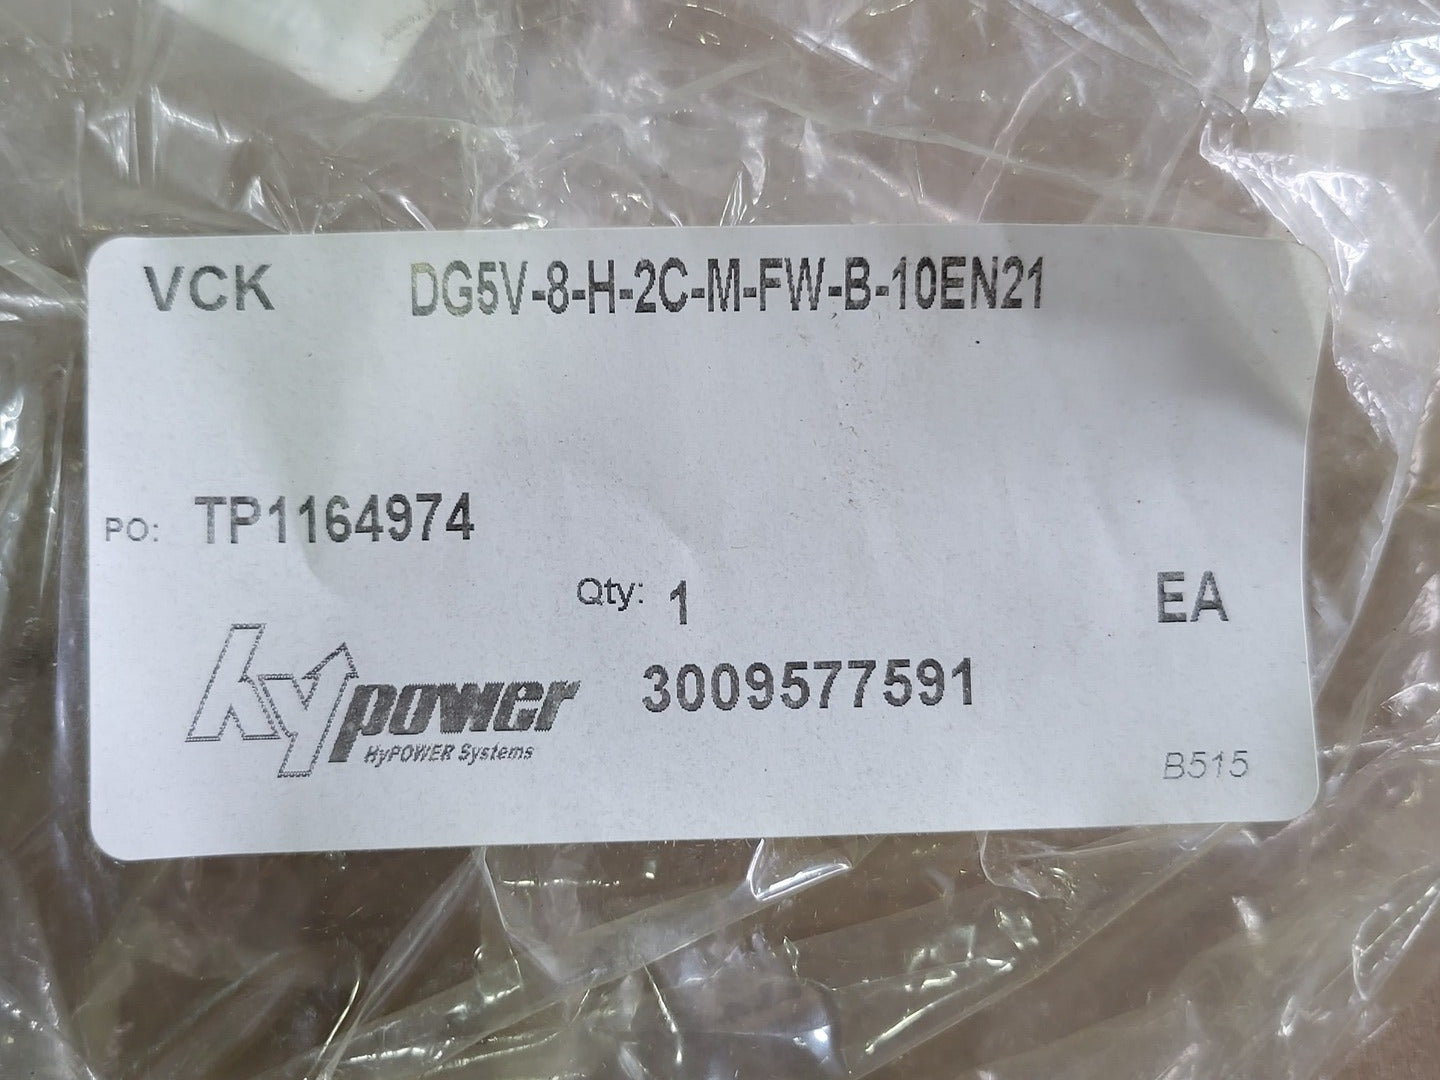 VCK DG5V-8-H-2C-M-FW-B-10EN21
PO: TP1164974
Qty: 1 EA
hypower 3009577591
HyPOWER Systems
B515